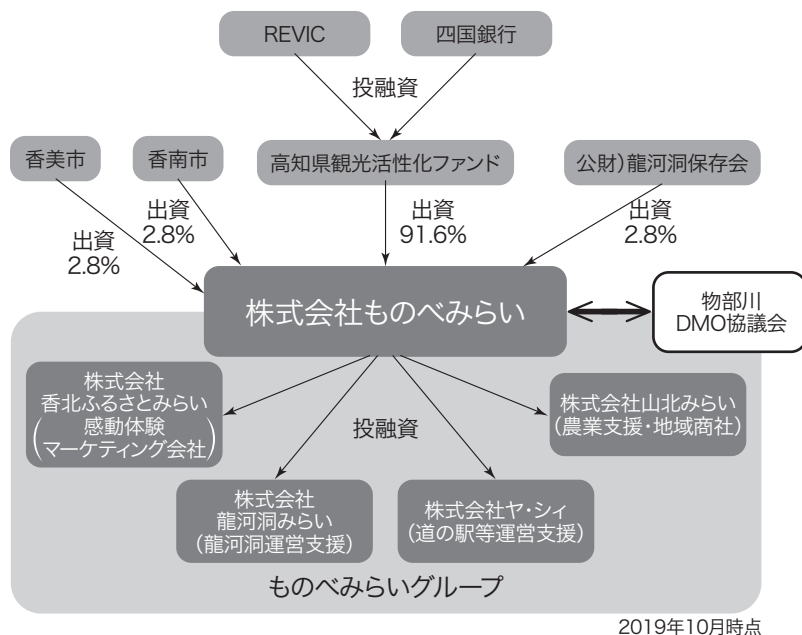 REVIC
四国銀行
投融資
香美市
香南市
高知県観光活性化ファンド
公財）龍河洞保存会
出資
2.8%
出資
2.8%
出資
91.6%
出資
2.8%
株式会社ものべみらい
物部川
DMO協議会
株式会社
香北ふるさとみらい
（感動体験
マーケティング会社）
投融資
株式会社山北みらい
（農業支援・地域商社）
株式会社
龍河洞みらい
（龍河洞運営支援）
株式会社ヤ・シィ
（道の駅等運営支援）
ものべみらいグループ
2019年10月時点